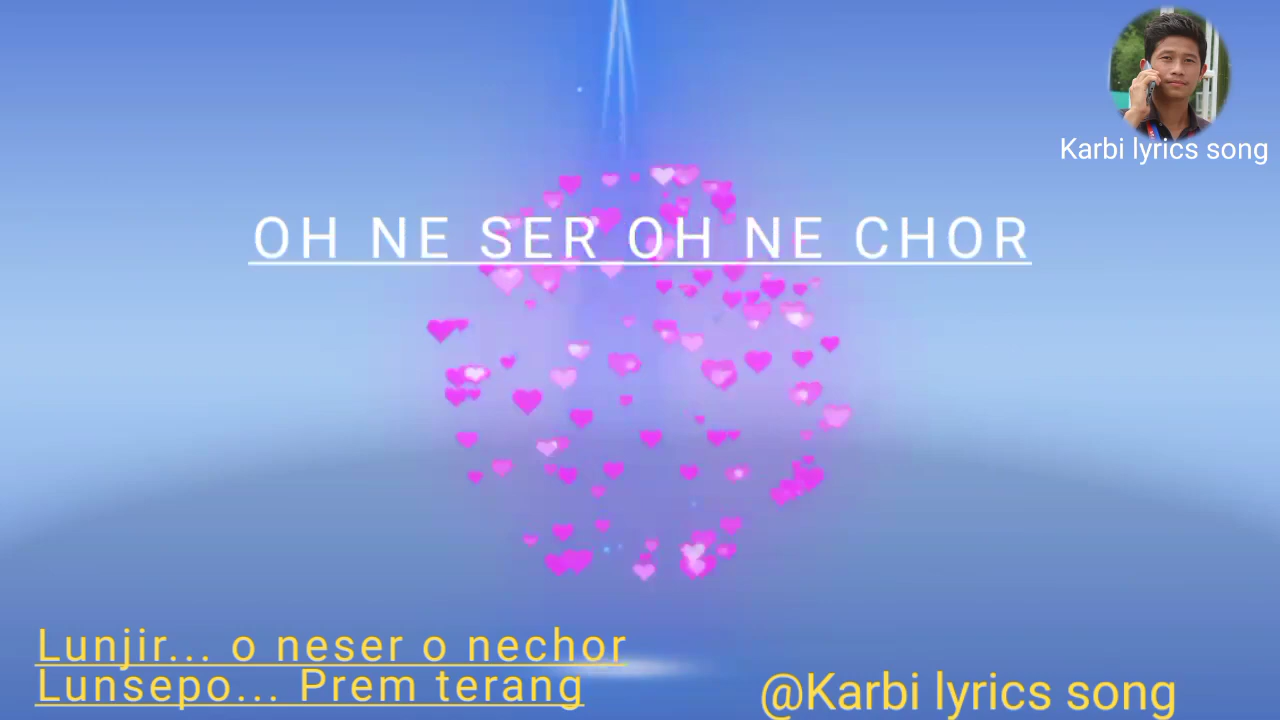 Karbi lyrics song
OH NE SER OH NE CHOR
Lunjir... o neser o nechor
Lunsepo... Prem terang
@Karbi lyrics song